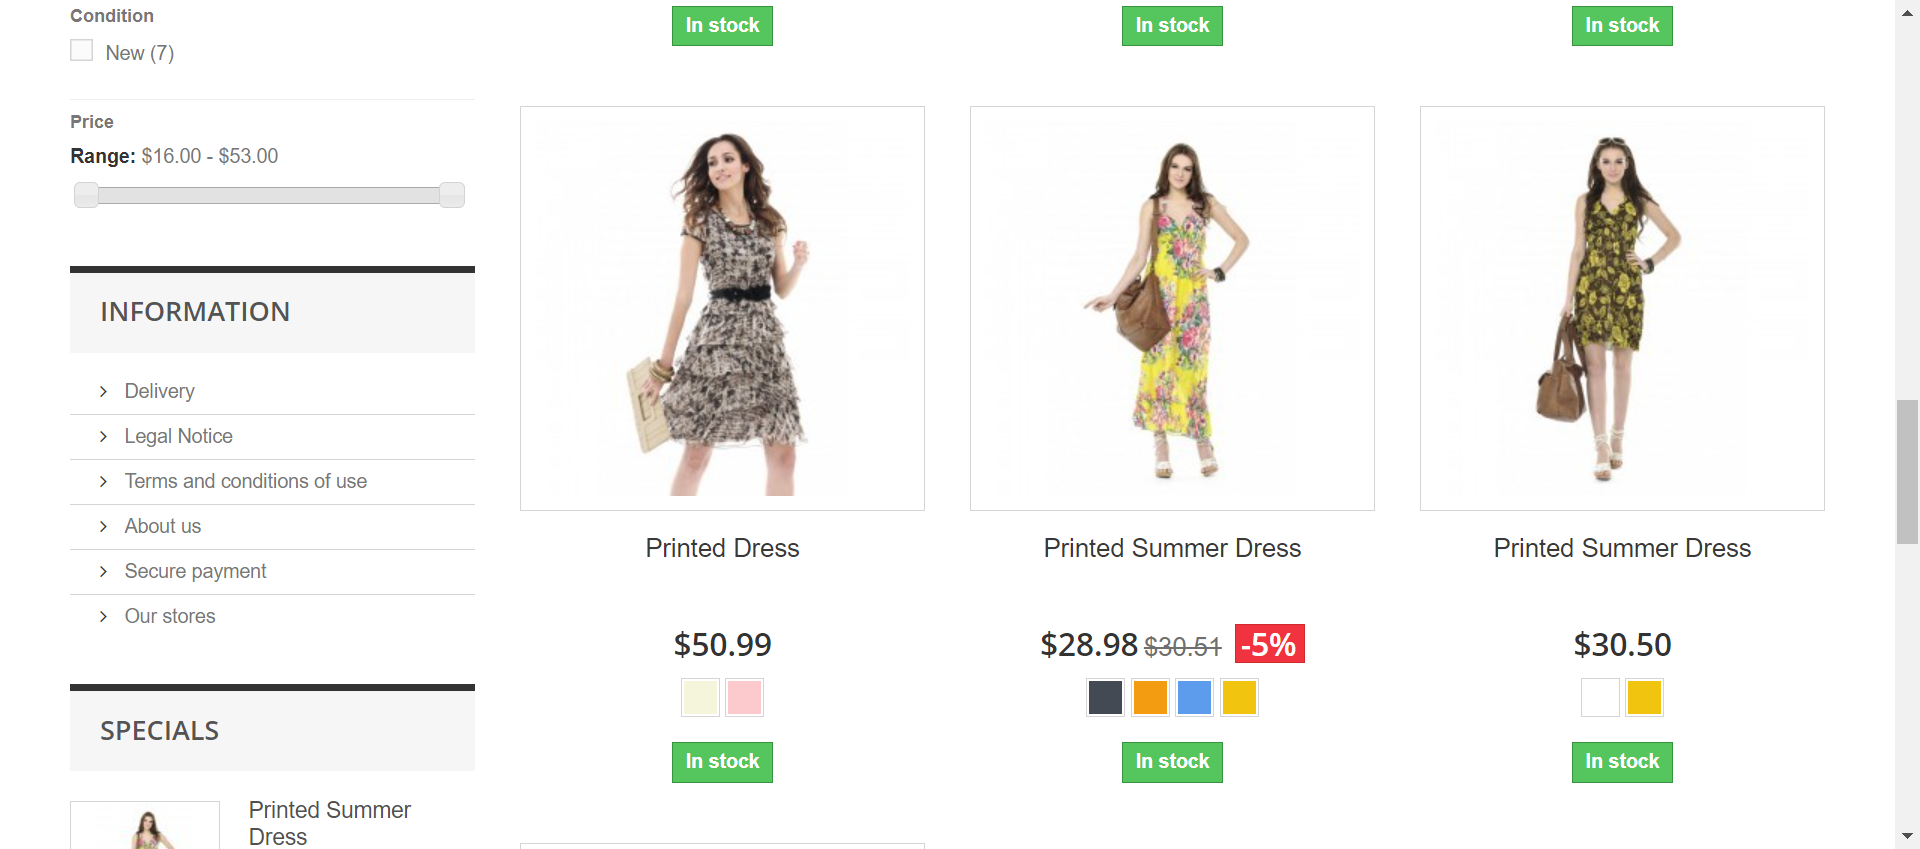 Condition
New (7)
Price
Range: $16.00 - $53.00
INFORMATION
Delivery
Legal Notice
Terms and conditions of use
About us
Secure payment
Our stores
SPECIALS
Printed Summer
Dress
In stock
In stock
In stock
Printed Dress
$50.99
In stock
Printed Summer Dress
$28.98 $30.51 -5%
In stock
Printed Summer Dress
$30.50
In stock